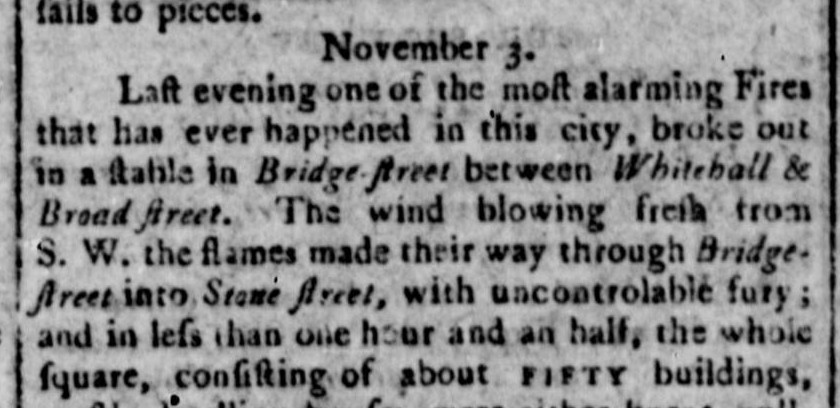 ſails to pieces.
November 3.
Laſt evening one of the moſt alarming Fires
that has ever happened in this city, broke out
in a ſtable in Bridge-ſtreet between Whitehall &
Broad ſtreet. The wind blowing freſh from
S. W. the flames made their way through Bridge-
ſtreet into Stone ſtreet, with uncontrolable fury;
and in leſs than one hour and an half, the whole
ſquare, conſiſting of about FIFTY buildings,